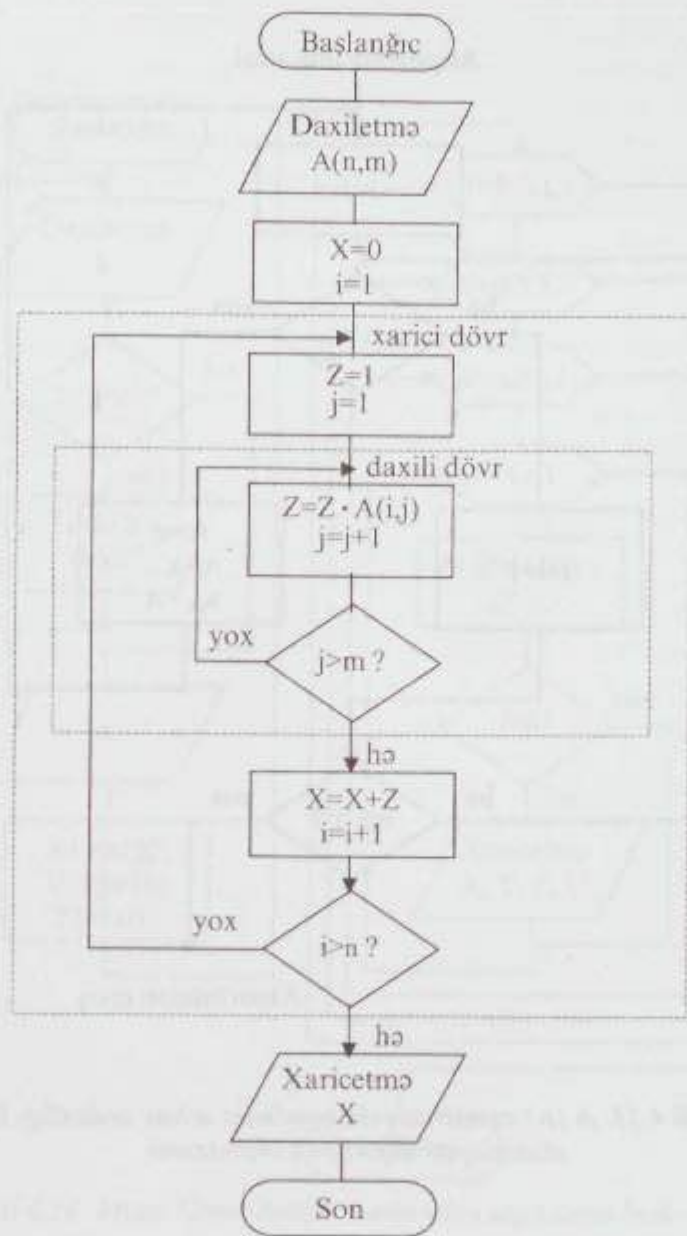 Başlanğıc
Daxiletmə
A(n,m)
X=0
i=1
xarici dövr
Z=1
j=1
daxili dövr
Z=Z · A(i,j)
j=j+1
yox
j>m ?
hə
X=X+Z
i=i+1
yox
i>n ?
hə
Xaricetmə
X
Son